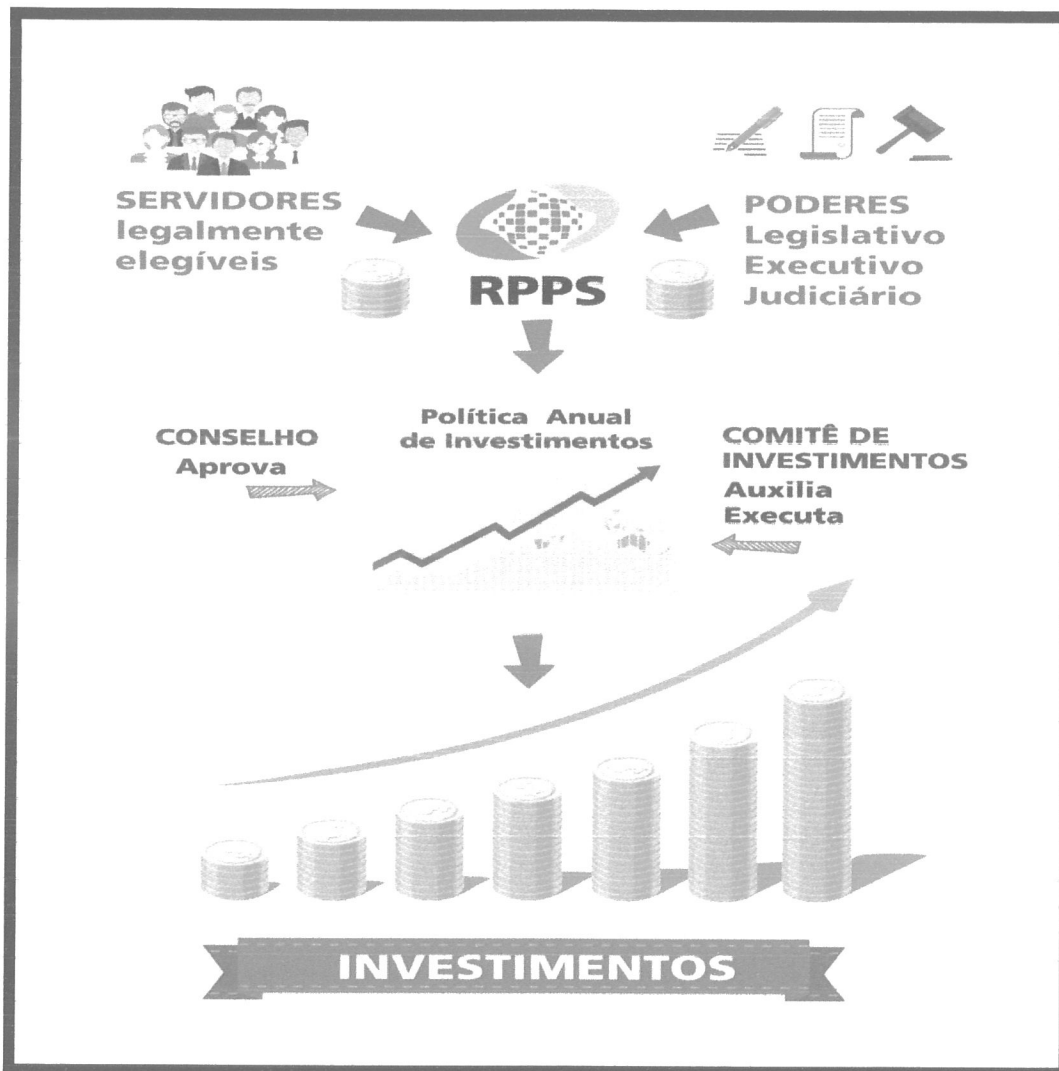 SERVIDORES
legalmente
elegíveis
RPPS
PODERES
Legislativo
Executivo
Judiciário
CONSELHO
Aprova
Política Anual
de Investimentos
COMITÊ DE
INVESTIMENTOS
Auxilia
Executa
INVESTIMENTOS